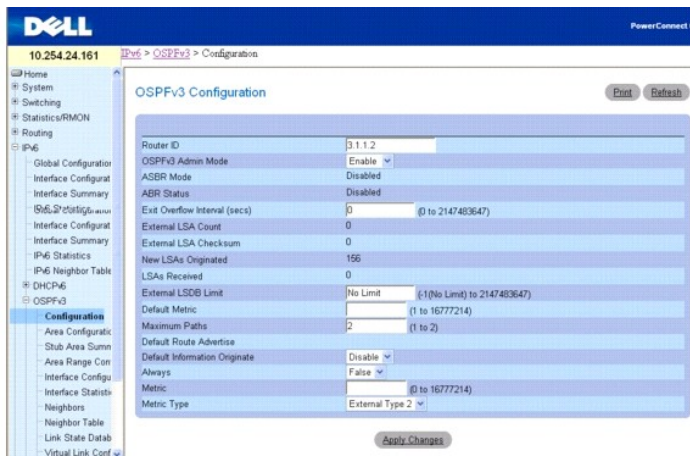 DELL
PowerConnect
10.254.24.161
IPv6 > OSPFv3 > Configuration
Home
System
Switching
Statistics/RMON
Routing
IPv6
Global Configuration
Interface Configurat
Interface Summary
Interface Configurat
Interface Summary
IPv6 Statistics
IPv6 Neighbor Table
DHCPv6
OSPFv3
Configuration
Area Configuratic
Stub Area Summ
Area Range Con
Interface Configu
Interface Statisti
Neighbors
Neighbor Table
Link State Datab
Virtual Link Conf
OSPFv3 Configuration
Print Refresh
Router ID 3.1.1.2
OSPFv3 Admin Mode Enable
ASBR Mode Disabled
ABR Status Disabled
Exit Overflow Interval (secs) 0 (0 to 2147483647)
External LSA Count 0
External LSA Checksum 0
New LSAs Originated 156
LSAs Received 0
External LSDB Limit No Limit (-1(No Limit) to 2147483647)
Default Metric (1 to 16777214)
Maximum Paths 2 (1 to 2)
Default Route Advertise
Default Information Originate Disable
Always False
Metric (0 to 16777214)
Metric Type External Type 2
Apply Changes